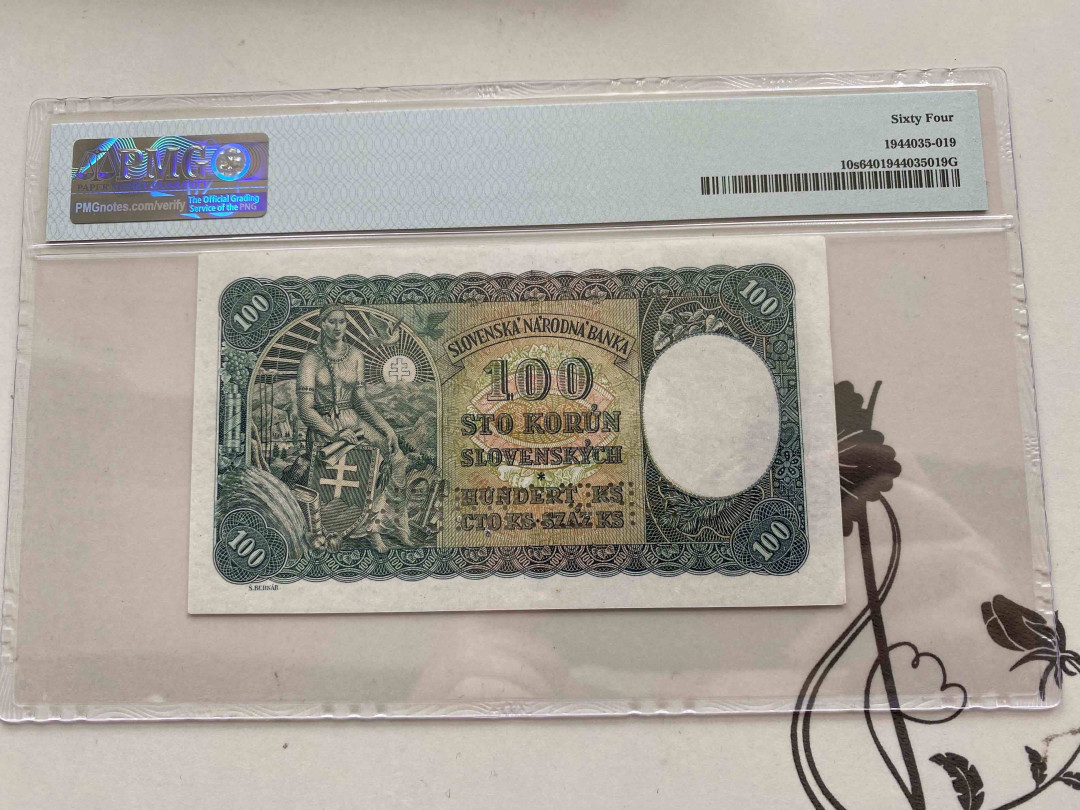 Sixty Four
1944035-019
10s6401944035019G
PMG
PAPER
PMGnotes.com/verify
The Official Grading
Service of the PNG
100
100
SLOVENSKÁ NÁRODNÁ BANKA
100
STO KORÚN
SLOVENSKÝCH
*
HUNDERT KS
СТО KS·SZÁZ KS
100
100
Š.BEDNÁR